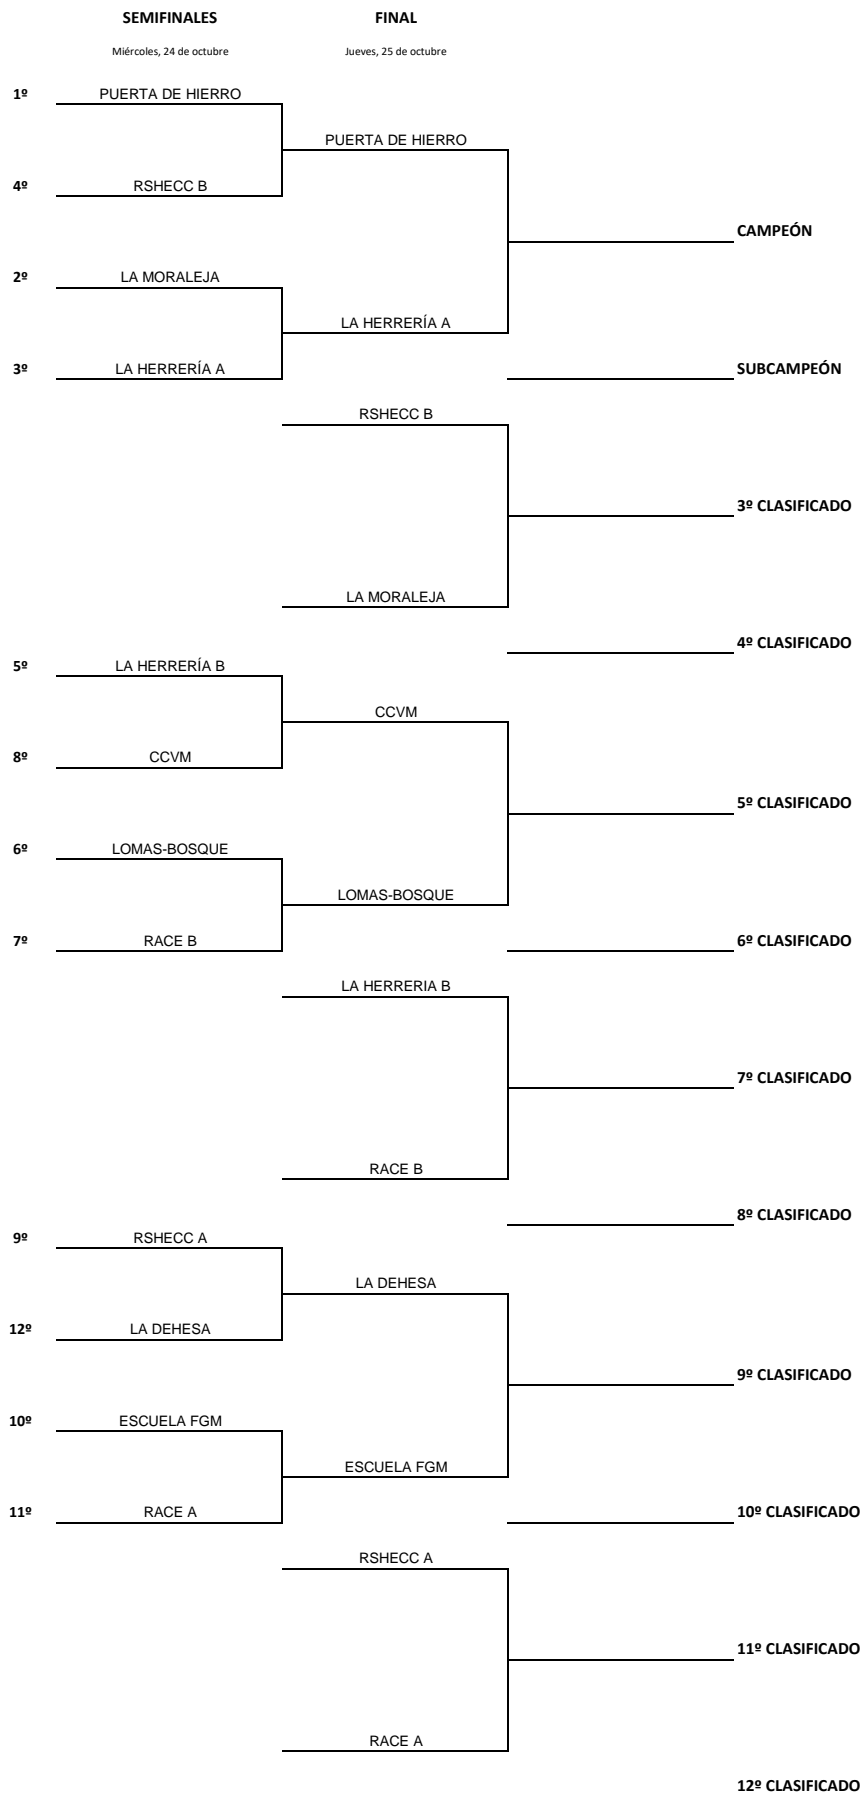 SEMIFINALES FINAL
Miércoles, 24 de octubre Jueves, 25 de octubre
1º PUERTA DE HIERRO
PUERTA DE HIERRO
4º RSHECC B
CAMPEÓN
2º LA MORALEJA
LA HERRERÍA A
3º LA HERRERÍA A SUBCAMPEÓN
RSHECC B
3º CLASIFICADO
LA MORALEJA
4º CLASIFICADO
5º LA HERRERÍA B
CCVM
8º CCVM
5º CLASIFICADO
6º LOMAS-BOSQUE
LOMAS-BOSQUE
7º RACE B 6º CLASIFICADO
LA HERRERIA B
7º CLASIFICADO
RACE B
8º CLASIFICADO
9º RSHECC A
LA DEHESA
12º LA DEHESA
9º CLASIFICADO
10º ESCUELA FGM
ESCUELA FGM
11º RACE A 10º CLASIFICADO
RSHECC A
11º CLASIFICADO
RACE A
12º CLASIFICADO